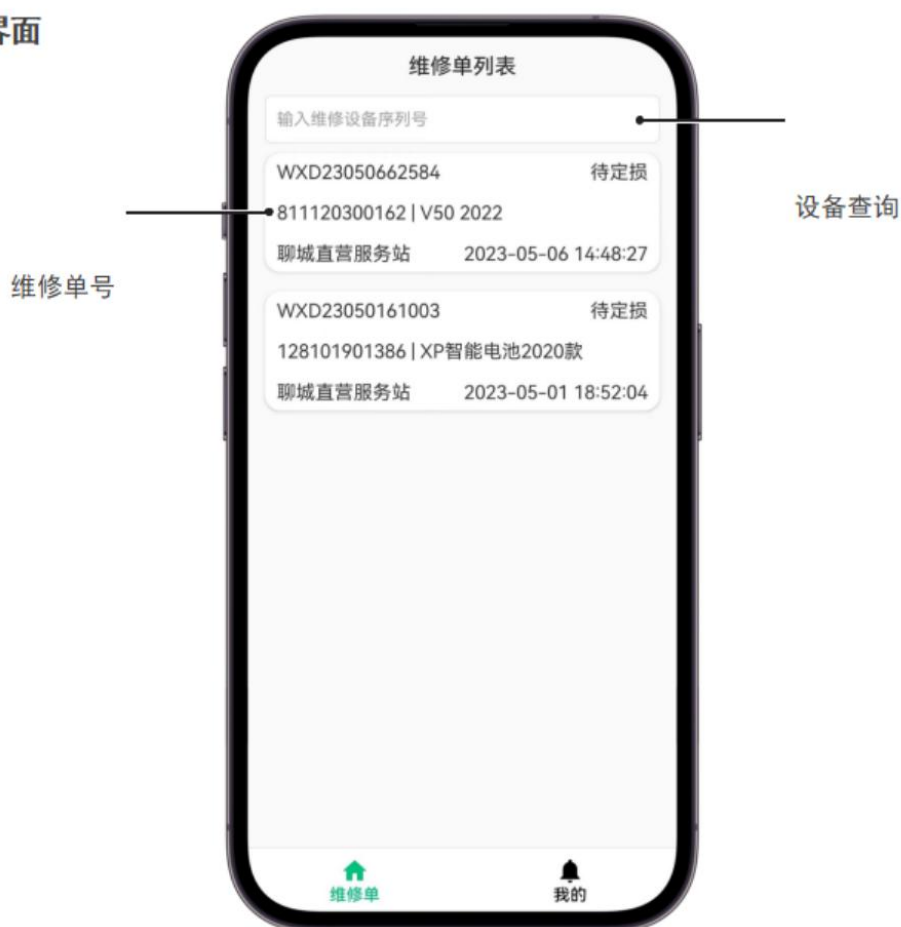 界面
维修单列表
输入维修设备序列号
WXD23050662584 待定损
811120300162 | V50 2022
聊城直营服务站 2023-05-06 14:48:27
设备查询
维修单号
WXD23050161003 待定损
128101901386 | XP智能电池2020款
聊城直营服务站 2023-05-01 18:52:04
维修单 我的